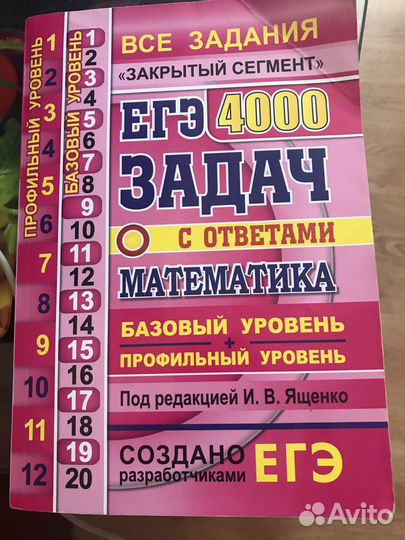 ВСЕ ЗАДАНИЯ
«ЗАКРЫТЫЙ СЕГМЕНТ»
ЕГЭ 4000
ЗАДАЧ
С ОТВЕТАМИ
МАТЕМАТИКА
БАЗОВЫЙ УРОВЕНЬ
+
ПРОФИЛЬНЫЙ УРОВЕНЬ
Под редакцией И. В. Ященко
СОЗДАНО
разработчиками ЕГЭ
ПРОФИЛЬНЫЙ УРОВЕНЬ
1
2
3
4
5
6
7
8
9
10
11
12
БАЗОВЫЙ УРОВЕНЬ
1
2
3
4
5
6
7
8
9
10
11
12
13
14
15
16
17
18
19
20
Avito